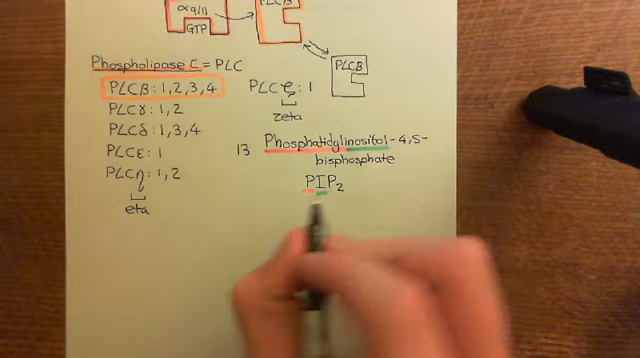 αq/11
GTP
PLCB
PLCB
Phospholipase C = PLC
PLCβ: 1,2,3,4
PLCγ: 1,2
PLCδ: 1,3,4
PLCε: 1
PLCη: 1,2
eta
PLCζ: 1
zeta
13
Phosphatidylinositol-4,5-
bisphosphate
PIP2